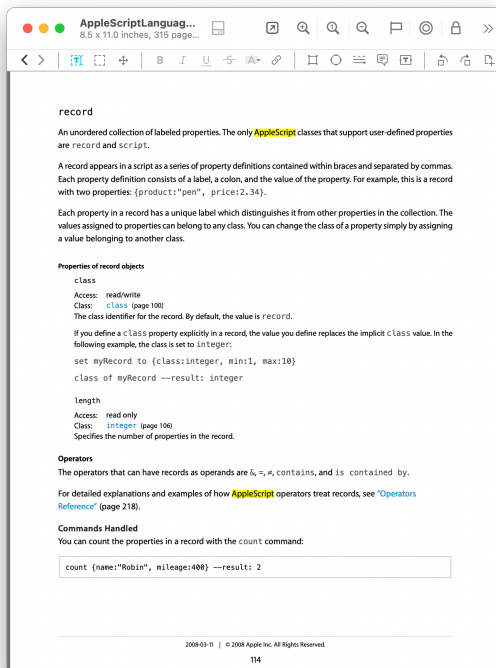 AppleScriptLanguag...
8.5 x 11.0 inches, 315 page...
B I U S A
record
An unordered collection of labeled properties. The only AppleScript classes that support user-defined properties
are record and script.
A record appears in a script as a series of property definitions contained within braces and separated by commas.
Each property definition consists of a label, a colon, and the value of the property. For example, this is a record
with two properties: {product:"pen", price:2.34}.
Each property in a record has a unique label which distinguishes it from other properties in the collection. The
values assigned to properties can belong to any class. You can change the class of a property simply by assigning
a value belonging to another class.
Properties of record objects
class
Access: read/write
Class: class (page 100)
The class identifier for the record. By default, the value is record.
If you define a class property explicitly in a record, the value you define replaces the implicit class value. In the
following example, the class is set to integer:
set myRecord to {class:integer, min:1, max:10}
class of myRecord --result: integer
length
Access: read only
Class: integer (page 106)
Specifies the number of properties in the record.
Operators
The operators that can have records as operands are &, =, ≠, contains, and is contained by.
For detailed explanations and examples of how AppleScript operators treat records, see "Operators
Reference" (page 218).
Commands Handled
You can count the properties in a record with the count command:
count {name:"Robin", mileage:400} --result: 2
2008-03-11 | © 2008 Apple Inc. All Rights Reserved.
114